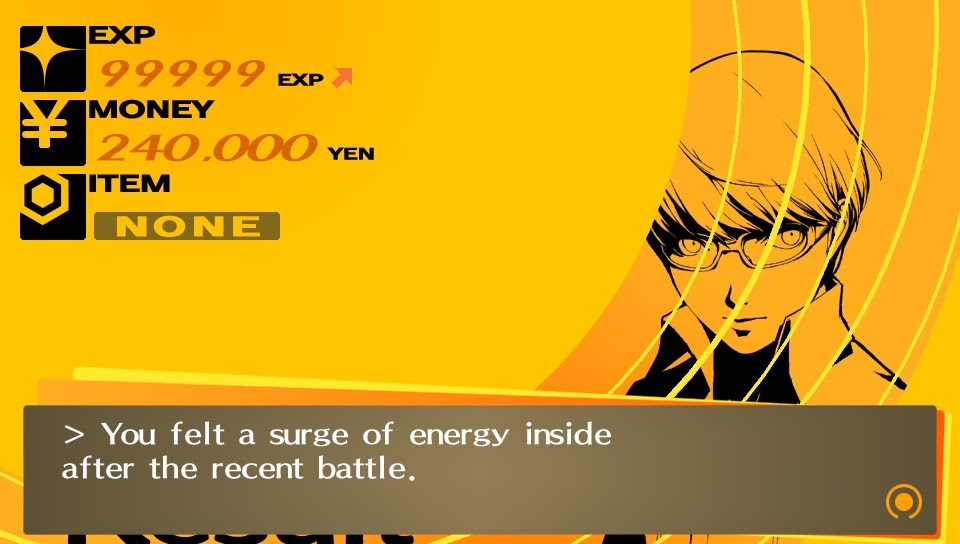 EXP
99999 EXP
MONEY
¥
240,000 YEN
ITEM
NONE
> You felt a surge of energy inside
after the recent battle.
Result